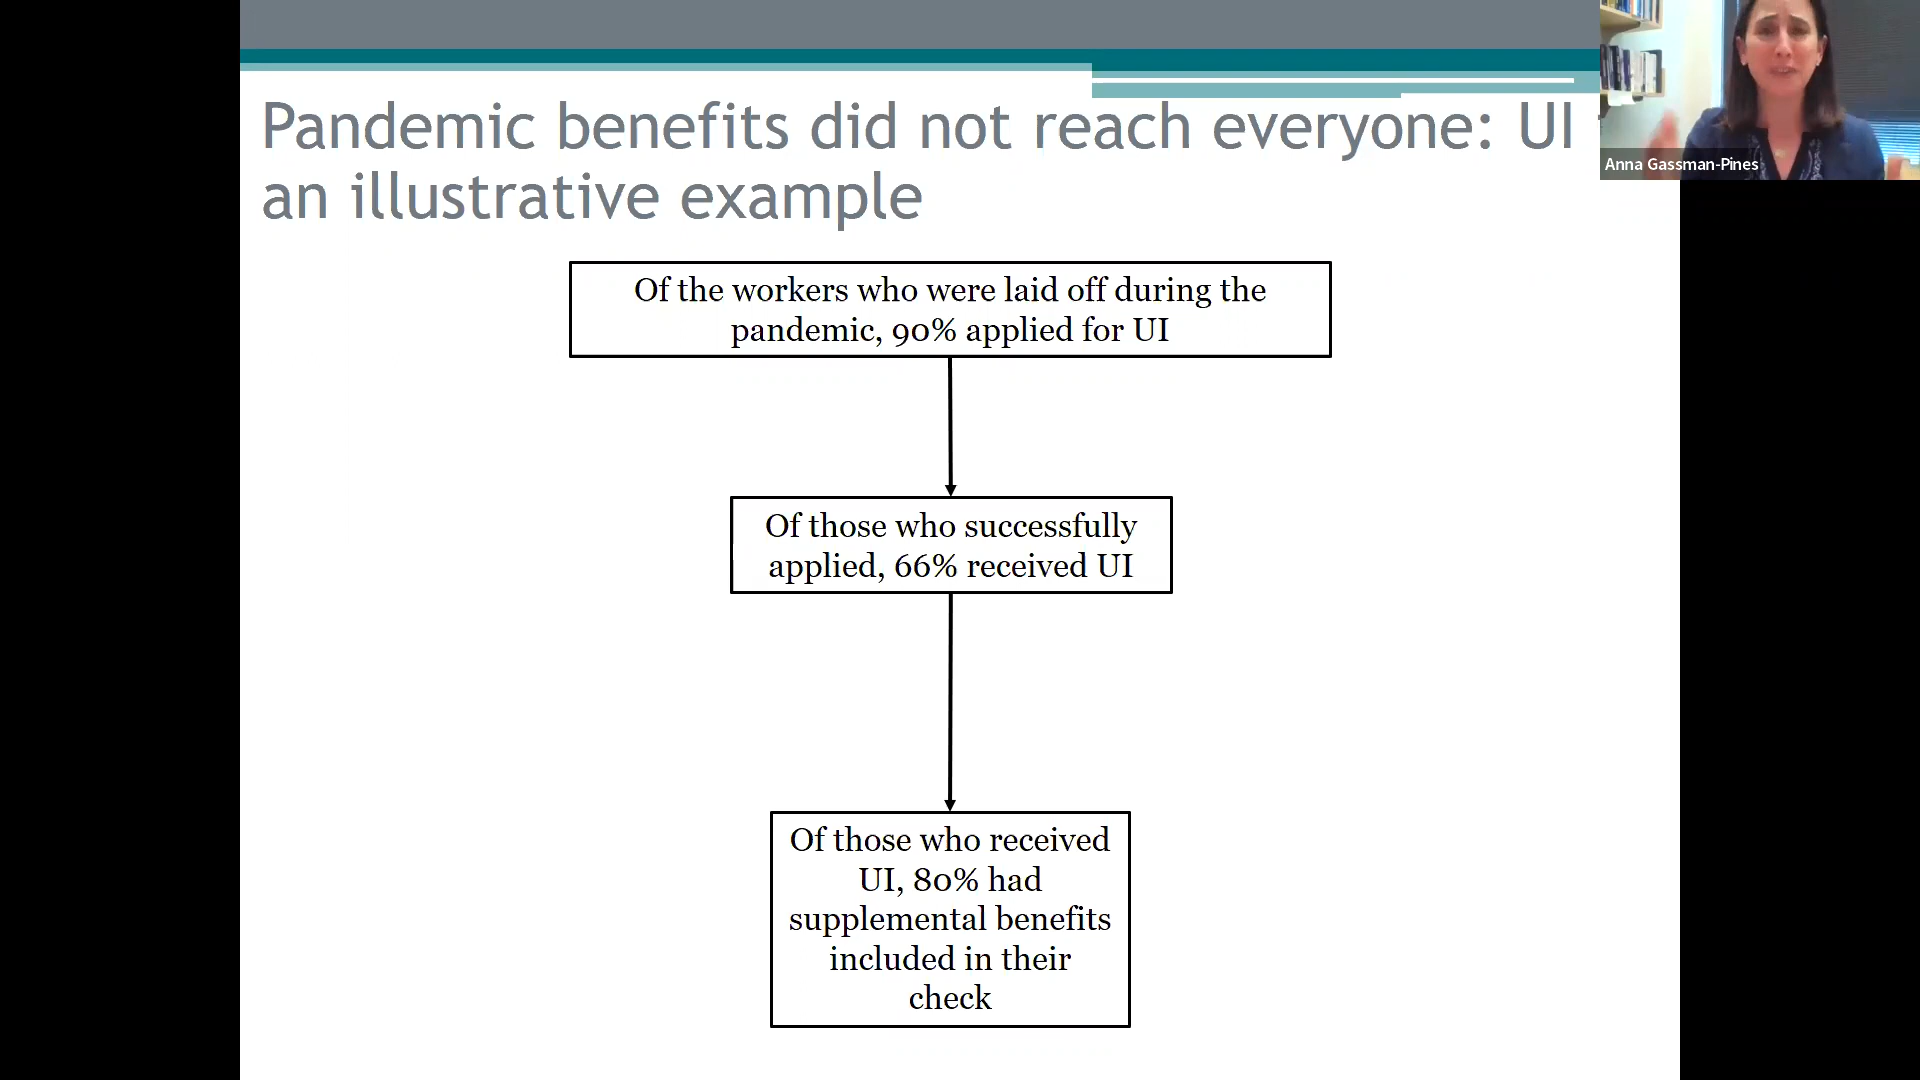 Pandemic benefits did not reach everyone: UI
an illustrative example
Anna Gassman-Pines
Of the workers who were laid off during the
pandemic, 90% applied for UI
Of those who successfully
applied, 66% received UI
Of those who received
UI, 80% had
supplemental benefits
included in their
check